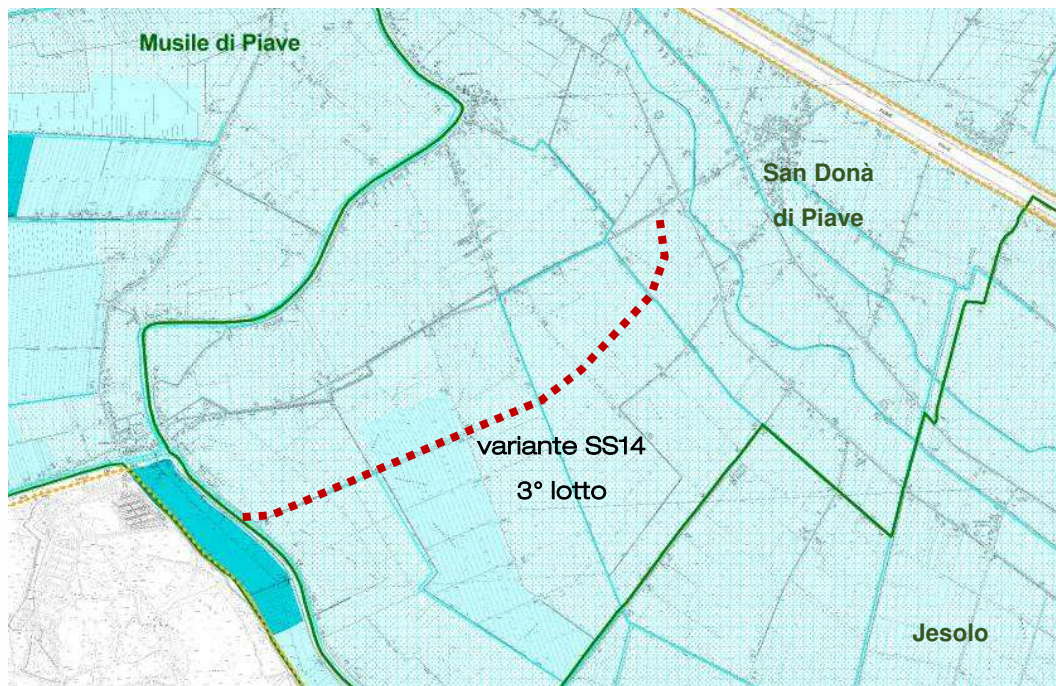 Musile di Piave
San Donà
di Piave
variante SS14
3° lotto
Jesolo